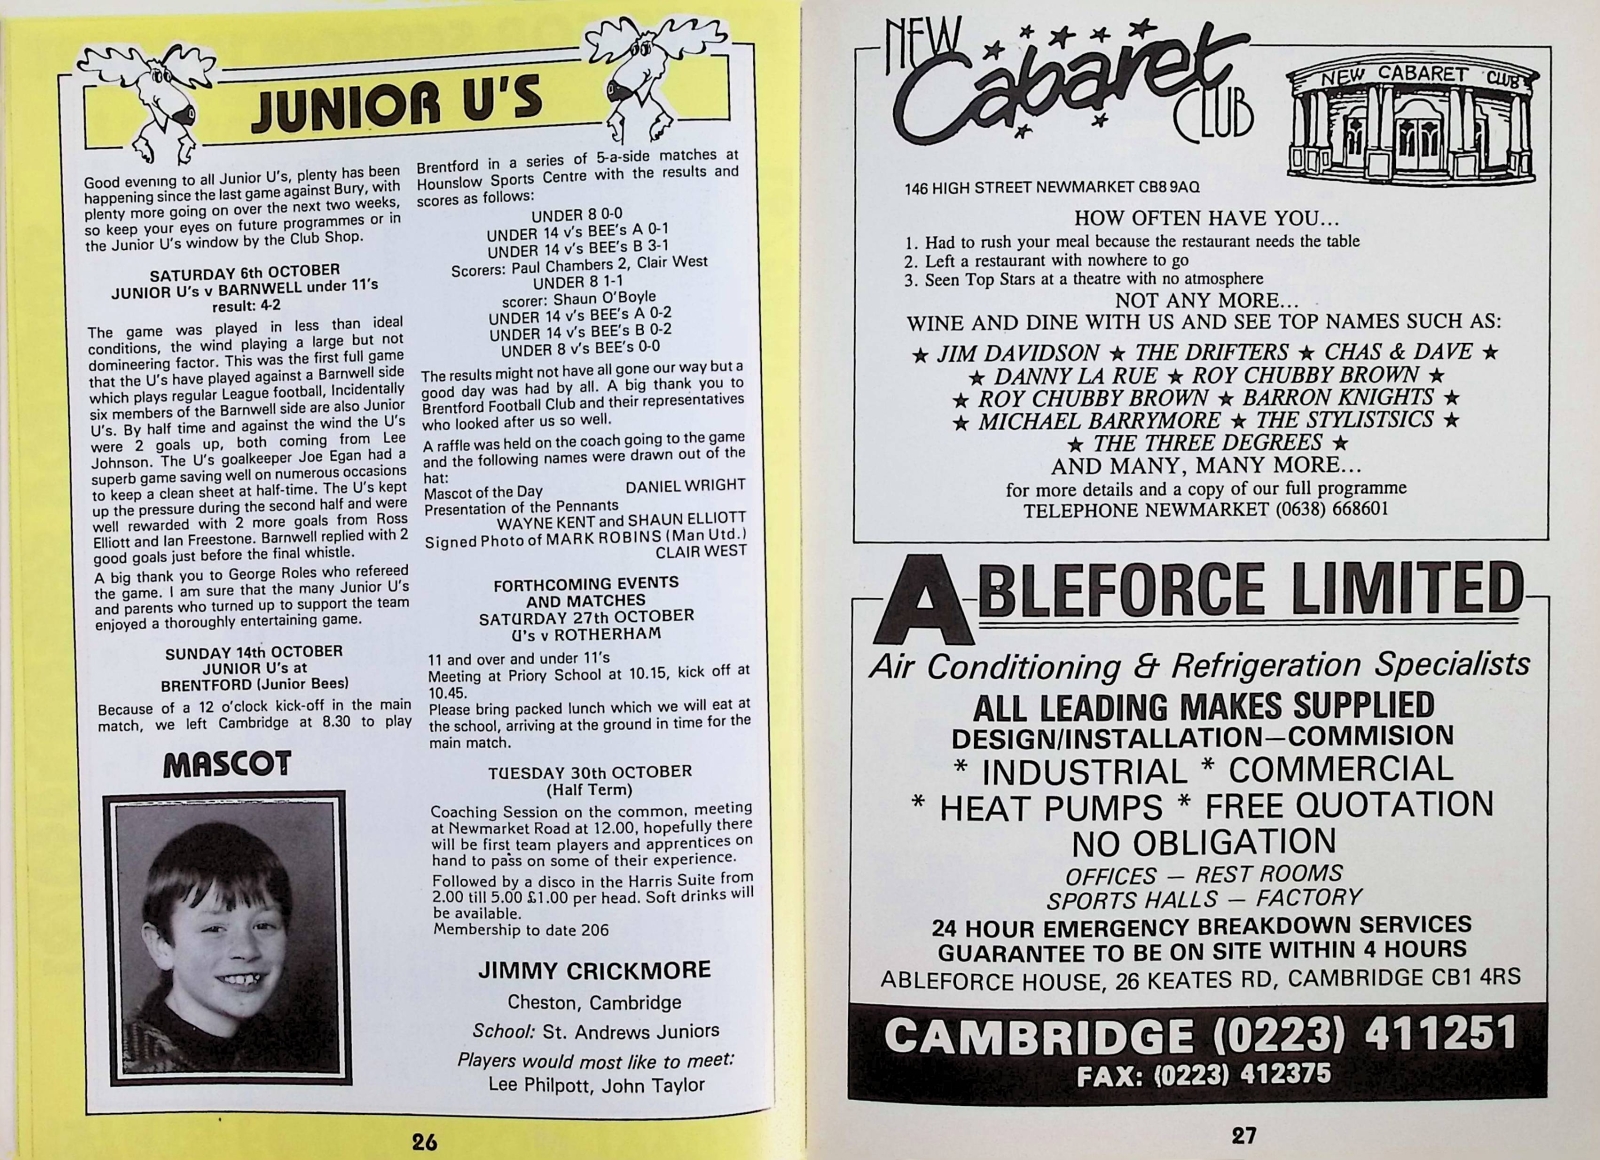 JUNIOR U'S
Good evening to all Junior U's, plenty has been
happening since the last game against Bury, with
plenty more going on over the next two weeks,
so keep your eyes on future programmes or in
the Junior U's window by the Club Shop.
SATURDAY 6th OCTOBER
JUNIOR U's v BARNWELL under 11's
result: 4-2
The game was played in less than ideal
conditions, the wind playing a large but not
domineering factor. This was the first full game
that the U's have played against a Barnwell side
which plays regular League football, Incidentally
six members of the Barnwell side are also Junior
U's. By half time and against the wind the U's
were 2 goals up, both coming from Lee
Johnson. The U's goalkeeper Joe Egan had a
superb game saving well on numerous occasions
to keep a clean sheet at half-time. The U's kept
up the pressure during the second half and were
well rewarded with 2 more goals from Ross
Elliott and Ian Freestone. Barnwell replied with 2
good goals just before the final whistle.
A big thank you to George Roles who refereed
the game. I am sure that the many Junior U's
and parents who turned up to support the team
enjoyed a thoroughly entertaining game.
SUNDAY 14th OCTOBER
JUNIOR U's at
BRENTFORD (Junior Bees)
Because of a 12 o'clock kick-off in the main
match, we left Cambridge at 8.30 to play
MASCOT
Brentford in a series of 5-a-side matches at
Hounslow Sports Centre with the results and
scores as follows:
UNDER 8 0-0
UNDER 14 v's BEE's A 0-1
UNDER 14 v's BEE's B 3-1
Scorers: Paul Chambers 2, Clair West
UNDER 8 1-1
scorer: Shaun O'Boyle
UNDER 14 v's BEE's A 0-2
UNDER 14 v's BEE's B 0-2
UNDER 8 v's BEE's 0-0
The results might not have all gone our way but a
good day was had by all. A big thank you to
Brentford Football Club and their representatives
who looked after us so well.
A raffle was held on the coach going to the game
and the following names were drawn out of the
hat:
Mascot of the Day DANIEL WRIGHT
Presentation of the Pennants
WAYNE KENT and SHAUN ELLIOTT
Signed Photo of MARK ROBINS (Man Utd.)
CLAIR WEST
FORTHCOMING EVENTS
AND MATCHES
SATURDAY 27th OCTOBER
U's v ROTHERHAM
11 and over and under 11's
Meeting at Priory School at 10.15, kick off at
10.45.
Please bring packed lunch which we will eat at
the school, arriving at the ground in time for the
main match.
TUESDAY 30th OCTOBER
(Half Term)
Coaching Session on the common, meeting
at Newmarket Road at 12.00, hopefully there
will be first team players and apprentices on
hand to pass on some of their experience.
Followed by a disco in the Harris Suite from
2.00 till 5.00 £1.00 per head. Soft drinks will
be available.
Membership to date 206
JIMMY CRICKMORE
Cheston, Cambridge
School: St. Andrews Juniors
Players would most like to meet:
Lee Philpott, John Taylor
26
NEW
Cabaret
CLUB
NEW CABARET CLUB
146 HIGH STREET NEWMARKET CB8 9AQ
HOW OFTEN HAVE YOU...
1. Had to rush your meal because the restaurant needs the table
2. Left a restaurant with nowhere to go
3. Seen Top Stars at a theatre with no atmosphere
NOT ANY MORE...
WINE AND DINE WITH US AND SEE TOP NAMES SUCH AS:
★ JIM DAVIDSON ★ THE DRIFTERS ★ CHAS & DAVE ★
★ DANNY LA RUE ★ ROY CHUBBY BROWN ★
★ ROY CHUBBY BROWN ★ BARRON KNIGHTS ★
★ MICHAEL BARRYMORE ★ THE STYLISTSICS ★
★ THE THREE DEGREES ★
AND MANY, MANY MORE...
for more details and a copy of our full programme
TELEPHONE NEWMARKET (0638) 668601
ABLEFORCE LIMITED
Air Conditioning & Refrigeration Specialists
ALL LEADING MAKES SUPPLIED
DESIGN/INSTALLATION—COMMISION
* INDUSTRIAL * COMMERCIAL
* HEAT PUMPS * FREE QUOTATION
NO OBLIGATION
OFFICES — REST ROOMS
SPORTS HALLS — FACTORY
24 HOUR EMERGENCY BREAKDOWN SERVICES
GUARANTEE TO BE ON SITE WITHIN 4 HOURS
ABLEFORCE HOUSE, 26 KEATES RD, CAMBRIDGE CB1 4RS
CAMBRIDGE (0223) 411251
FAX: (0223) 412375
27